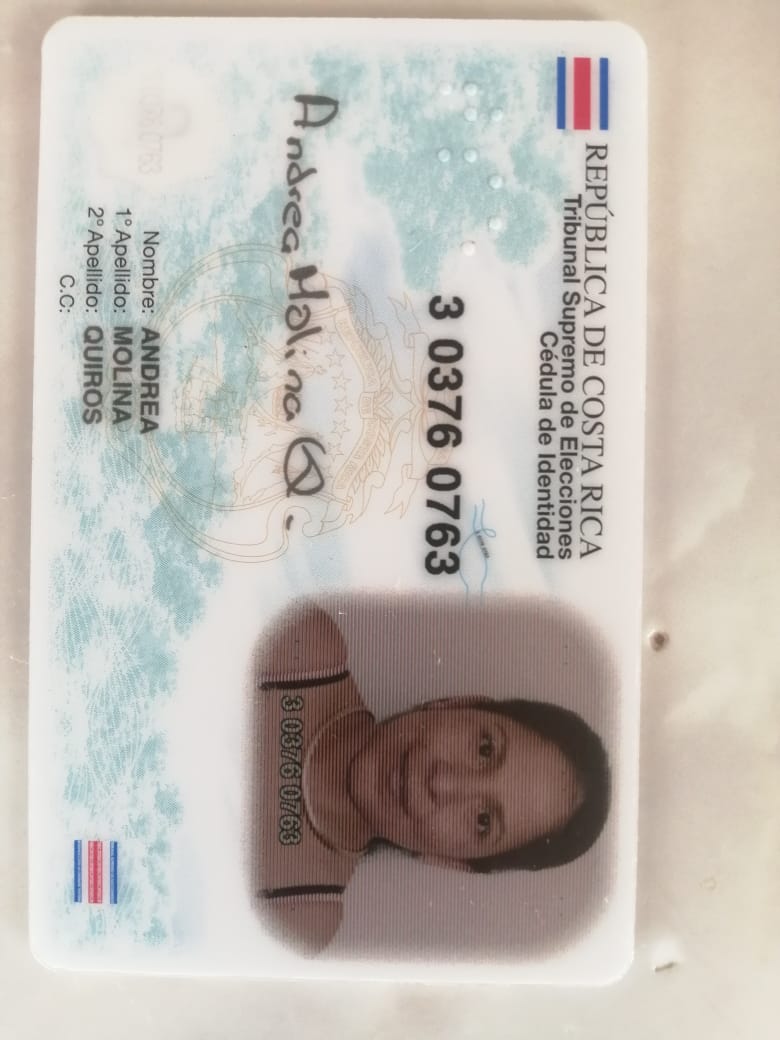 REPÚBLICA DE COSTA RICA
Tribunal Supremo de Elecciones
Cédula de Identidad
3 0376 0763
Andrea Molina Q.
3 0376 0763
Nombre: ANDREA
1° Apellido: MOLINA
2° Apellido: QUIROS
C.C: